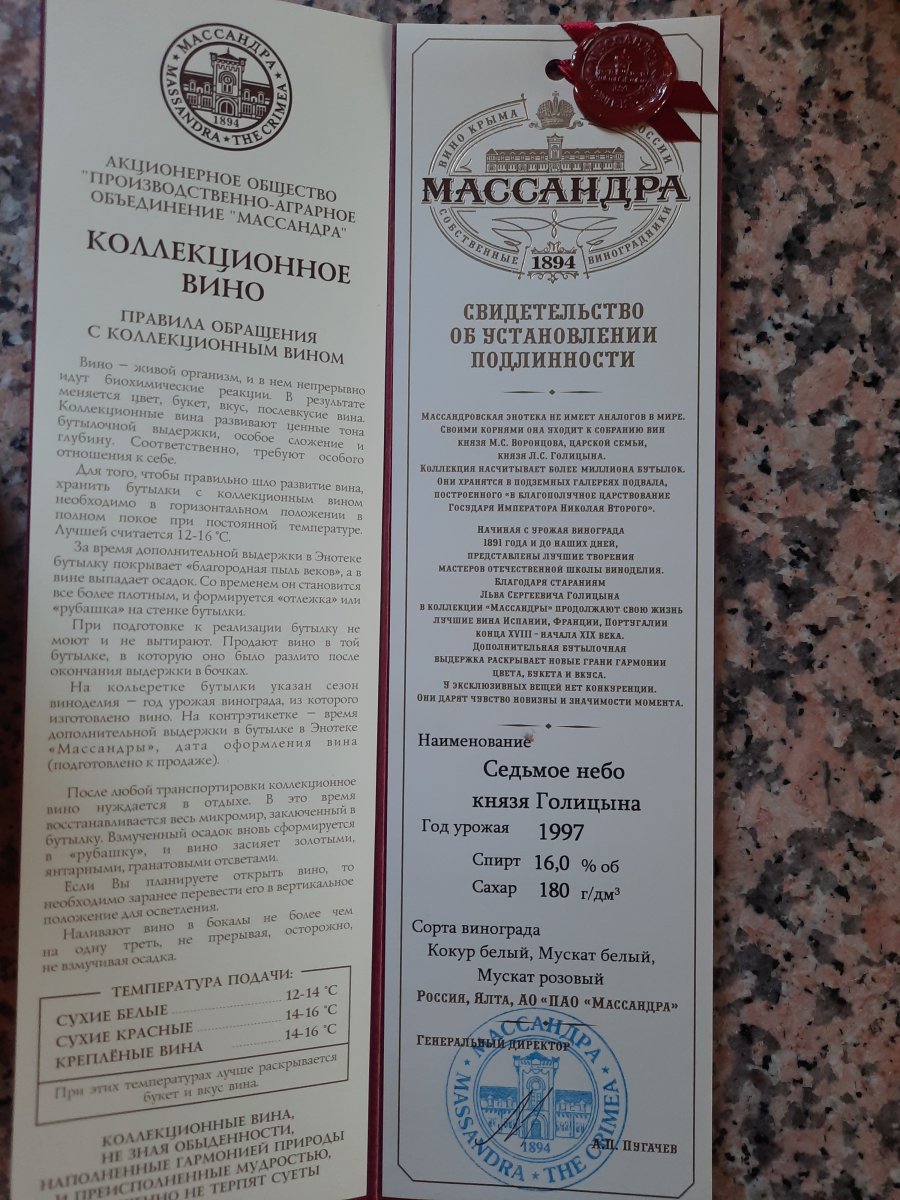 МАССАНДРА
MASSANDRA ★ THE CRIMEA
1894
АКЦИОНЕРНОЕ ОБЩЕСТВО
"ПРОИЗВОДСТВЕННО-АГРАРНОЕ
ОБЪЕДИНЕНИЕ "МАССАНДРА"
КОЛЛЕКЦИОННОЕ
ВИНО
ПРАВИЛА ОБРАЩЕНИЯ
С КОЛЛЕКЦИОННЫМ ВИНОМ
Вино – живой организм, и в нем непрерывно
идут биохимические реакции. В результате
меняется цвет, букет, вкус, послевкусие вина.
Коллекционные вина развивают ценные тона
бутылочной выдержки, особое сложение и
глубину. Соответственно, требуют особого
отношения к себе.
Для того, чтобы правильно шло развитие вина,
хранить бутылки с коллекционным вином
необходимо в горизонтальном положении в
полном покое при постоянной температуре.
Лучшей считается 12-16 °С.
За время дополнительной выдержки в Энотеке
бутылку покрывает «благородная пыль веков», а в
вине выпадает осадок. Со временем он становится
все более плотным, и формируется «отлежка» или
«рубашка» на стенке бутылки.
При подготовке к реализации бутылку не
моют и не вытирают. Продают вино в той
бутылке, в которую оно было разлито после
окончания выдержки в бочках.
На кольеретке бутылки указан сезон
виноделия – год урожая винограда, из которого
изготовлено вино. На контрэтикетке – время
дополнительной выдержки в бутылке в Энотеке
«Массандры», дата оформления вина
(подготовлено к продаже).
После любой транспортировки коллекционное
вино нуждается в отдыхе. В это время
восстанавливается весь микромир, заключенный в
бутылку. Взмученный осадок вновь сформируется
в «рубашку», и вино засияет золотыми,
янтарными, гранатовыми отсветами.
Если Вы планируете открыть вино, то
необходимо заранее перевести его в вертикальное
положение для осветления.
Наливают вино в бокалы не более чем
на одну треть, не прерывая, осторожно,
не взмучивая осадка.
ТЕМПЕРАТУРА ПОДАЧИ:
СУХИЕ БЕЛЫЕ 12-14 °С
СУХИЕ КРАСНЫЕ 14-16 °С
КРЕПЛЁНЫЕ ВИНА 14-16 °С
При этих температурах лучше раскрывается
букет и вкус вина.
КОЛЛЕКЦИОННЫЕ ВИНА,
НЕ ЗНАЯ ОБЫДЕННОСТИ,
НАПОЛНЕННЫЕ ГАРМОНИЕЙ ПРИРОДЫ
И ПРЕИСПОЛНЕННЫЕ МУДРОСТЬЮ,
НЕ ТЕРПЯТ СУЕТЫ
МАССАНДРА
ВИНО КРЫМА
РОССИИ
МАССАНДРА
СОБСТВЕННЫЕ ВИНОГРАДНИКИ
1894
СВИДЕТЕЛЬСТВО
ОБ УСТАНОВЛЕНИИ
ПОДЛИННОСТИ
Массандровская энотека не имеет аналогов в мире.
Своими корнями она уходит к собранию вин
князя М.С. Воронцова, царской семьи,
князя Л.С. Голицына.
Коллекция насчитывает более миллиона бутылок.
Они хранятся в подземных галереях подвала,
построенного «в благополучное царствование
Государя Императора Николая Второго».
Начиная с урожая винограда
1891 года и до наших дней,
представлены лучшие творения
мастеров отечественной школы виноделия.
Благодаря стараниям
Льва Сергеевича Голицына
в коллекции «Массандры» продолжают свою жизнь
лучшие вина Испании, Франции, Португалии
конца XVIII - начала XIX века.
Дополнительная бутылочная
выдержка раскрывает новые грани гармонии
цвета, букета и вкуса.
У эксклюзивных вещей нет конкуренции.
Они дарят чувство новизны и значимости момента.
Наименование
Седьмое небо
князя Голицына
Год урожая 1997
Спирт 16,0 % об
Сахар 180 г/дм³
Сорта винограда
Кокур белый, Мускат белый,
Мускат розовый
Россия, Ялта, АО «ПАО «Массандра»
Генеральный директор
МАССАНДРА
MASSANDRA ★ THE CRIMEA
1894
А.П. Пугачев